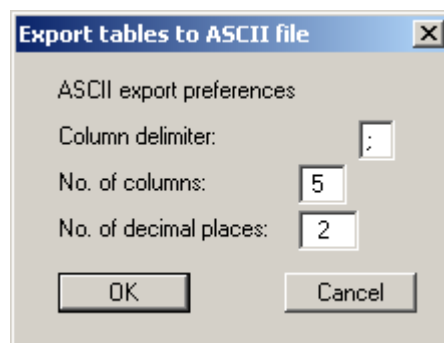 Export tables to ASCII file
ASCII export preferences
Column delimiter: ;
No. of columns: 5
No. of decimal places: 2
OK Cancel